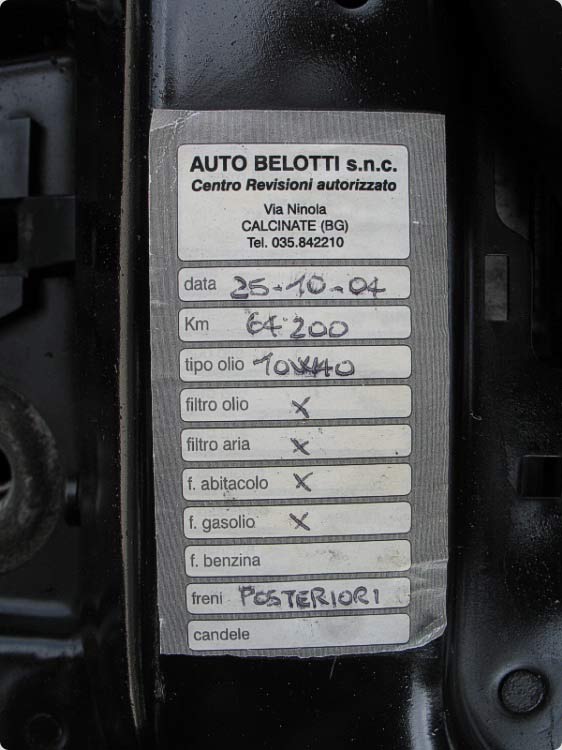 AUTO BELOTTI s.n.c.
Centro Revisioni autorizzato
Via Ninola
CALCINATE (BG)
Tel. 035.842210
data 25-10-04
Km 64200
tipo olio 10W40
filtro olio X
filtro aria X
f. abitacolo X
f. gasolio X
f. benzina
freni POSTERIORI
candele